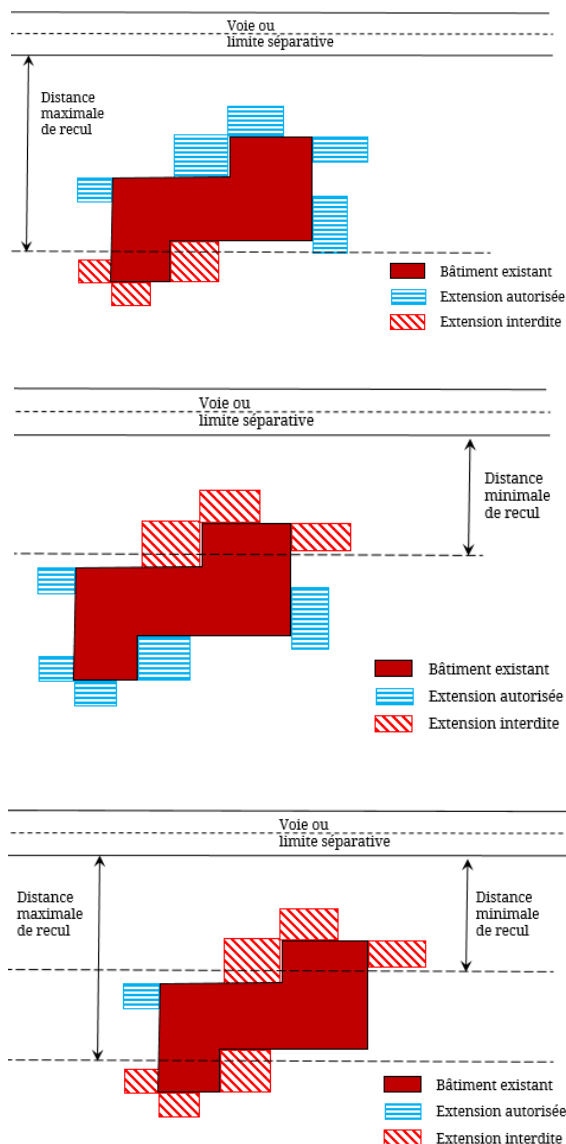 Voie ou
limite séparative
Distance
maximale
de recul
Bâtiment existant
Extension autorisée
Extension interdite
Voie ou
limite séparative
Distance
minimale
de recul
Bâtiment existant
Extension autorisée
Extension interdite
Voie ou
limite séparative
Distance
maximale
de recul
Distance
minimale
de recul
Bâtiment existant
Extension autorisée
Extension interdite